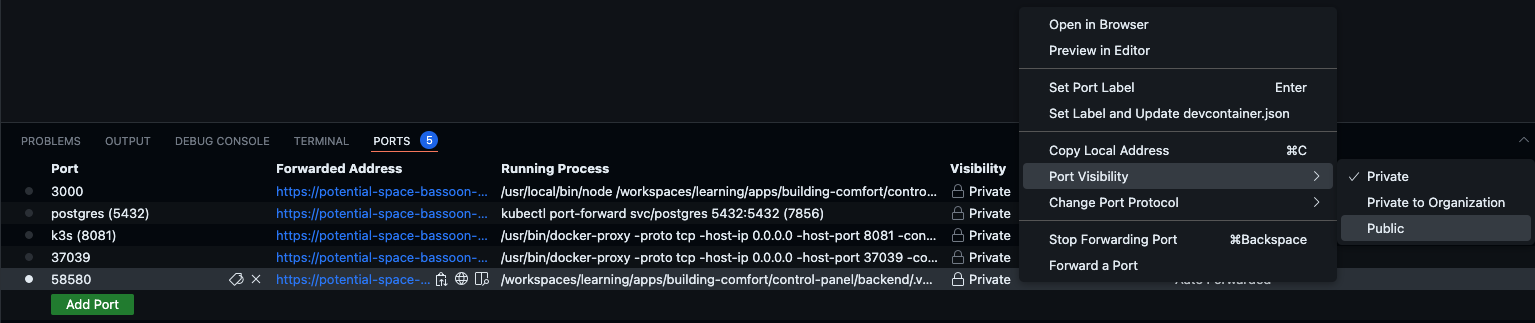 Open in Browser
Preview in Editor
Set Port Label Enter
Set Label and Update devcontainer.json
Copy Local Address ⌘C
Port Visibility
Change Port Protocol
Stop Forwarding Port ⌘Backspace
Forward a Port
Private
Private to Organization
Public
PROBLEMS OUTPUT DEBUG CONSOLE TERMINAL PORTS 5
Port Forwarded Address Running Process Visibility
3000 https://potential-space-bassoon-... /usr/local/bin/node /workspaces/learning/apps/building-comfort/contro... Private
postgres (5432) https://potential-space-bassoon-... kubectl port-forward svc/postgres 5432:5432 (7856) Private
k3s (8081) https://potential-space-bassoon-... /usr/bin/docker-proxy -proto tcp -host-ip 0.0.0.0 -host-port 8081 -con... Private
37039 https://potential-space-bassoon-... /usr/bin/docker-proxy -proto tcp -host-ip 0.0.0.0 -host-port 37039 -co... Private
58580 https://potential-space-... /workspaces/learning/apps/building-comfort/control-panel/backend/.v... Private Auto Forwarded
Add Port